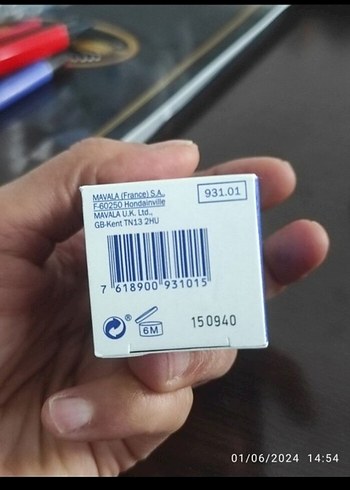 MAVALA (France) S.A.,
F-60250 Hondainville
MAVALA U.K. Ltd.,
GB-Kent TN13 2HU
931.01
7 618900 931015
®
6M
150940
01/06/2024 14:54